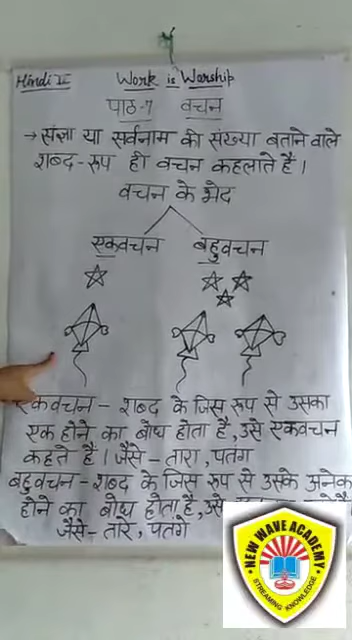 Hindi II
Work is Worship
पाठ-7 वचन
→ संज्ञा या सर्वनाम की संख्या बताने वाले
शब्द-रूप ही वचन कहलाते हैं।
वचन के भेद
एकवचन बहुवचन
एकवचन - शब्द के जिस रूप से उसका
एक होने का बोध होता है, उसे एकवचन
कहते हैं। जैसे - तारा, पतंग
बहुवचन - शब्द के जिस रूप से उसके अनेक
होने का बोध होता है, उसे
जैसे - तारे, पतंगे
NEW WAVE ACADEMY
STREAMING KNOWLEDGE